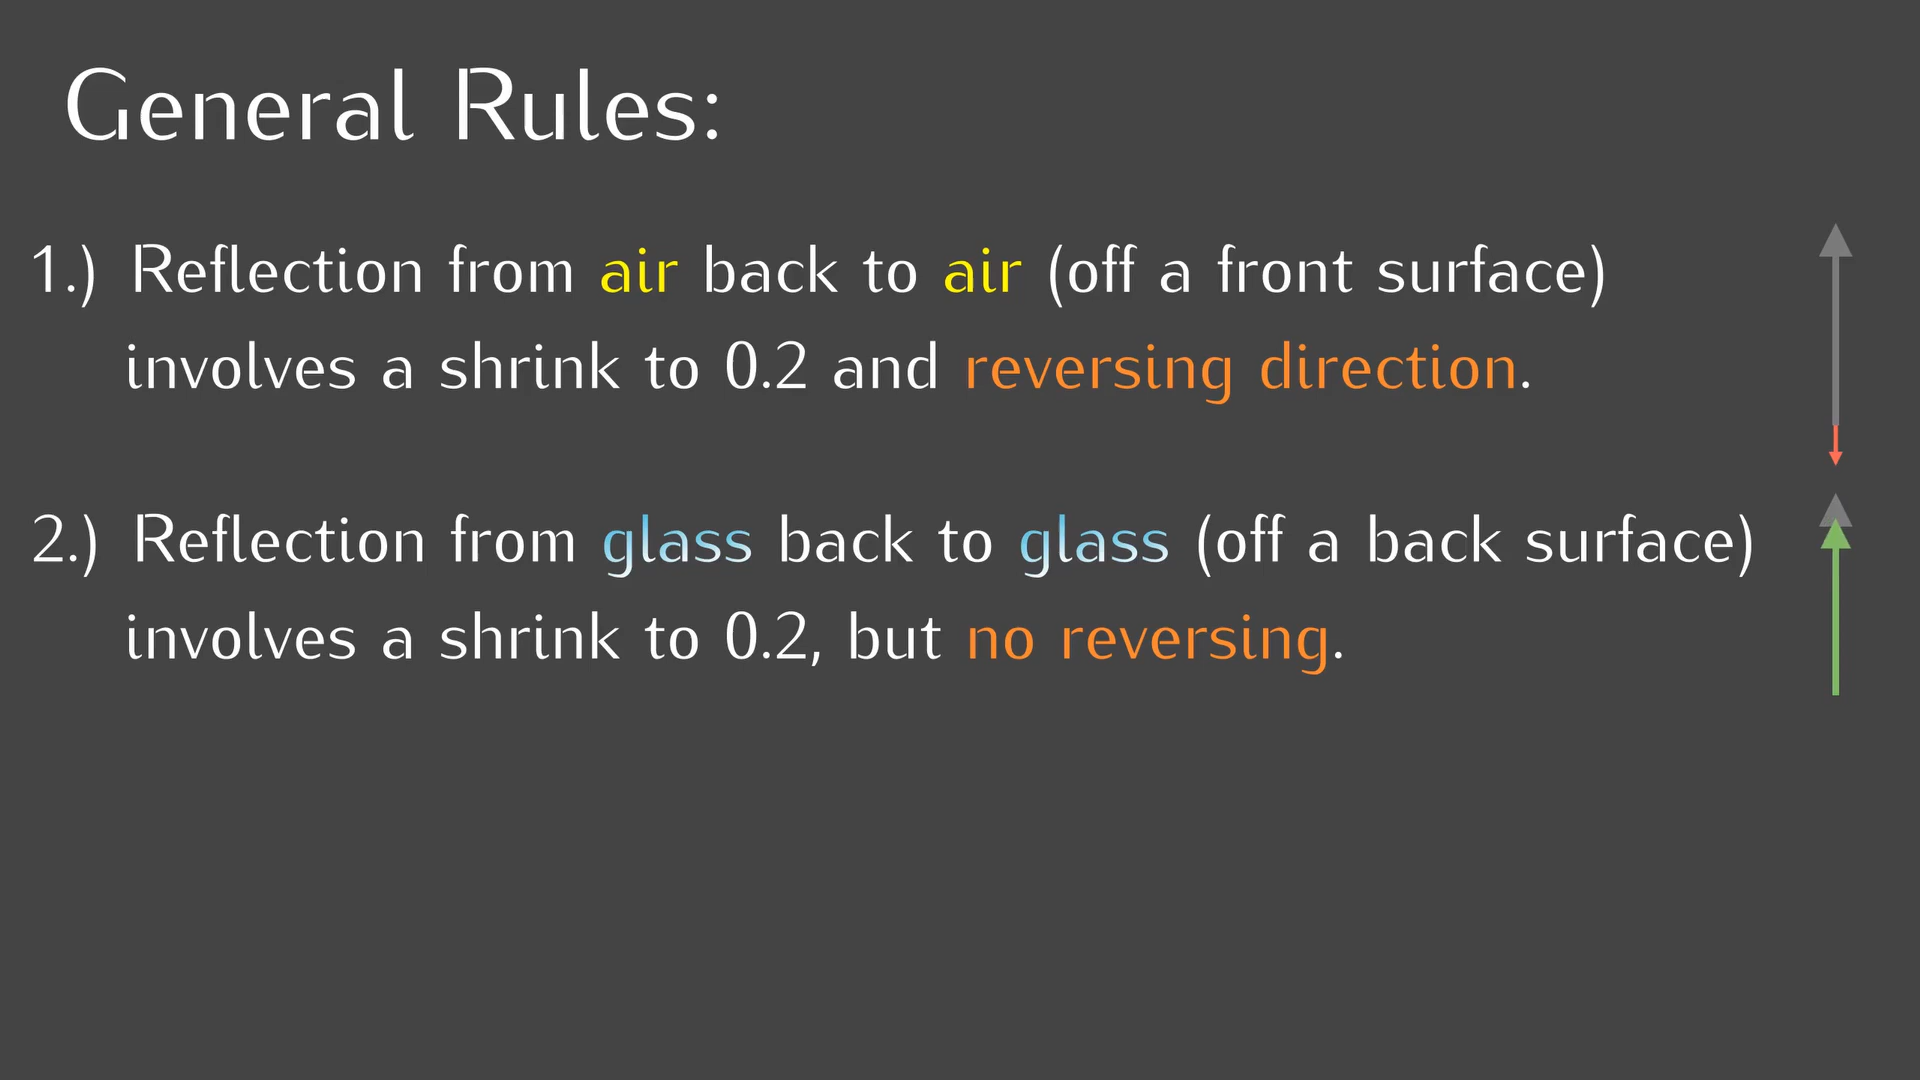 General Rules:
1.) Reflection from air back to air (off a front surface)
involves a shrink to 0.2 and reversing direction.
2.) Reflection from glass back to glass (off a back surface)
involves a shrink to 0.2, but no reversing.